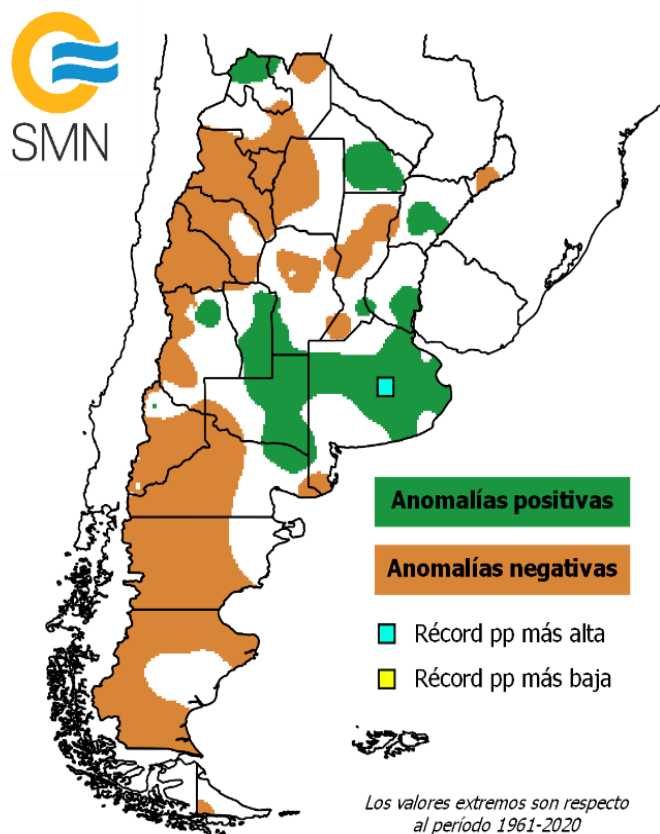 SMN
Anomalías positivas
Anomalías negativas
Récord pp más alta
Récord pp más baja
Los valores extremos son respecto
al período 1961-2020